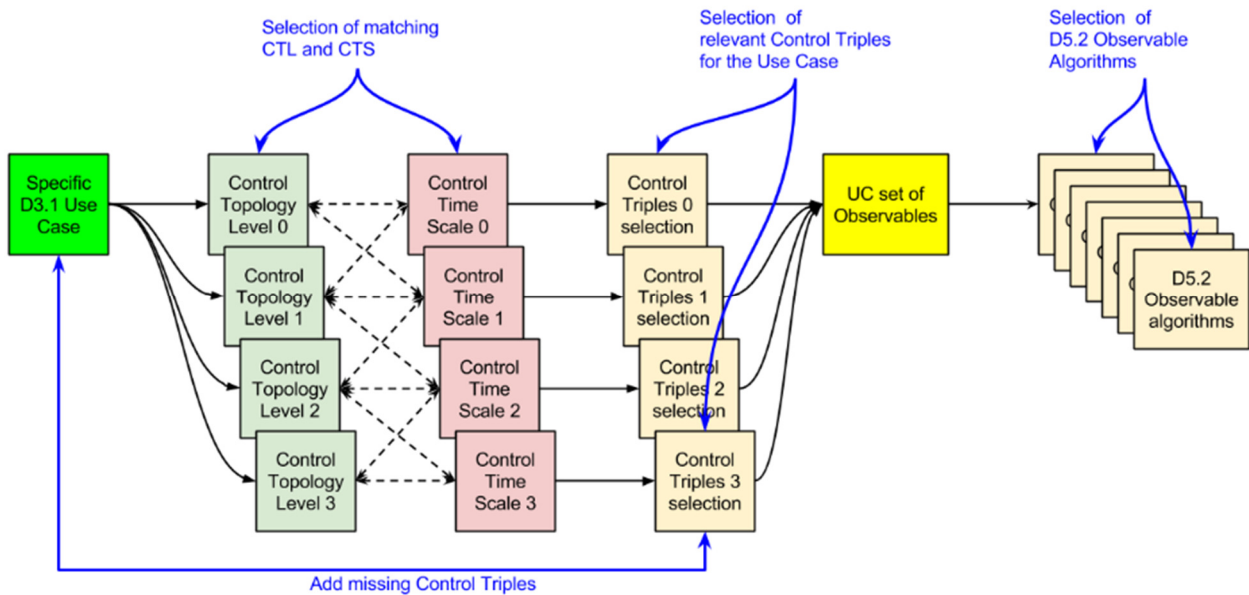 Selection of matching
CTL and CTS
Selection of
relevant Control Triples
for the Use Case
Selection of
D5.2 Observable
Algorithms
Specific
D3.1 Use
Case
Control
Topology
Level 0
Control
Time
Scale 0
Control
Triples 0
selection
UC set of
Observables
Control
Topology
Level 1
Control
Time
Scale 1
Control
Triples 1
selection
D5.2
Observable
algorithms
Control
Topology
Level 2
Control
Time
Scale 2
Control
Triples 2
selection
Control
Topology
Level 3
Control
Time
Scale 3
Control
Triples 3
selection
Add missing Control Triples